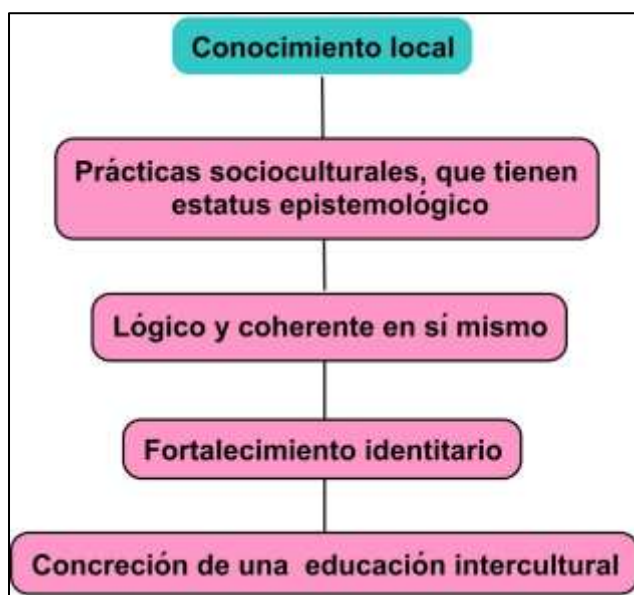 Conocimiento local
Prácticas socioculturales, que tienen
estatus epistemológico
Lógico y coherente en sí mismo
Fortalecimiento identitario
Concreción de una educación intercultural